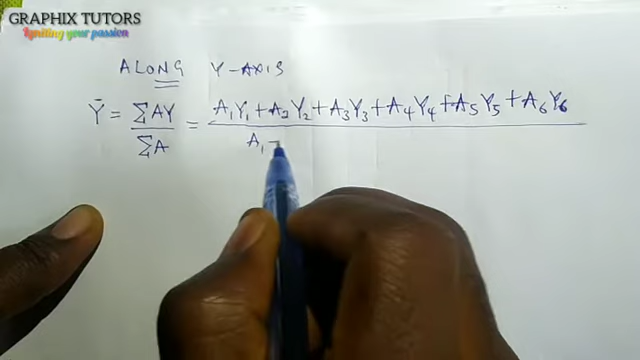 GRAPHIX TUTORS
Igniting your passion
ALONG Y-AXIS
Ȳ = ΣAY/ΣA = A₁Y₁+A₂Y₂+A₃Y₃+A₄Y₄+A₅Y₅+A₆Y₆
A₁-